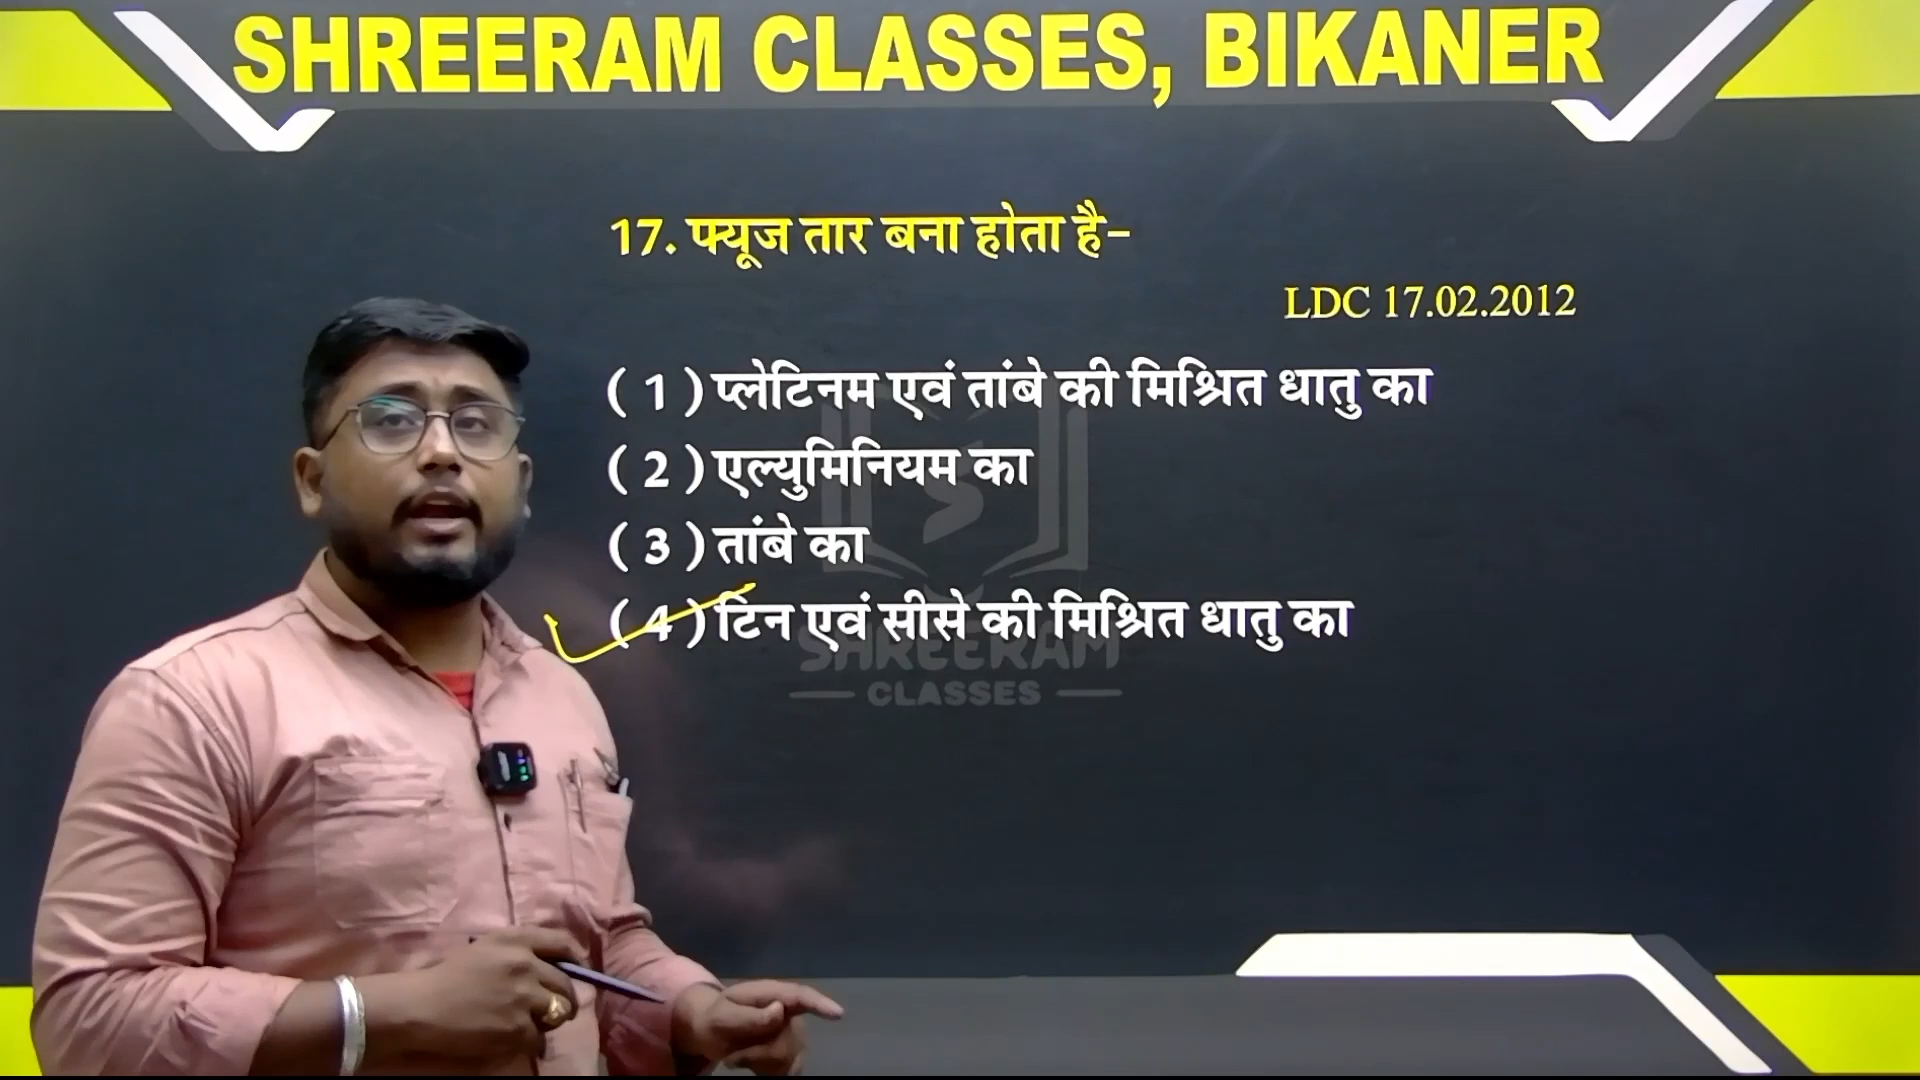 SHREERAM CLASSES, BIKANER
17. फ्यूज तार बना होता है-
LDC 17.02.2012
( 1 ) प्लेटिनम एवं तांबे की मिश्रित धातु का
( 2 ) एल्युमिनियम का
( 3 ) तांबे का
( 4 ) टिन एवं सीसे की मिश्रित धातु का
SHREERAM
CLASSES